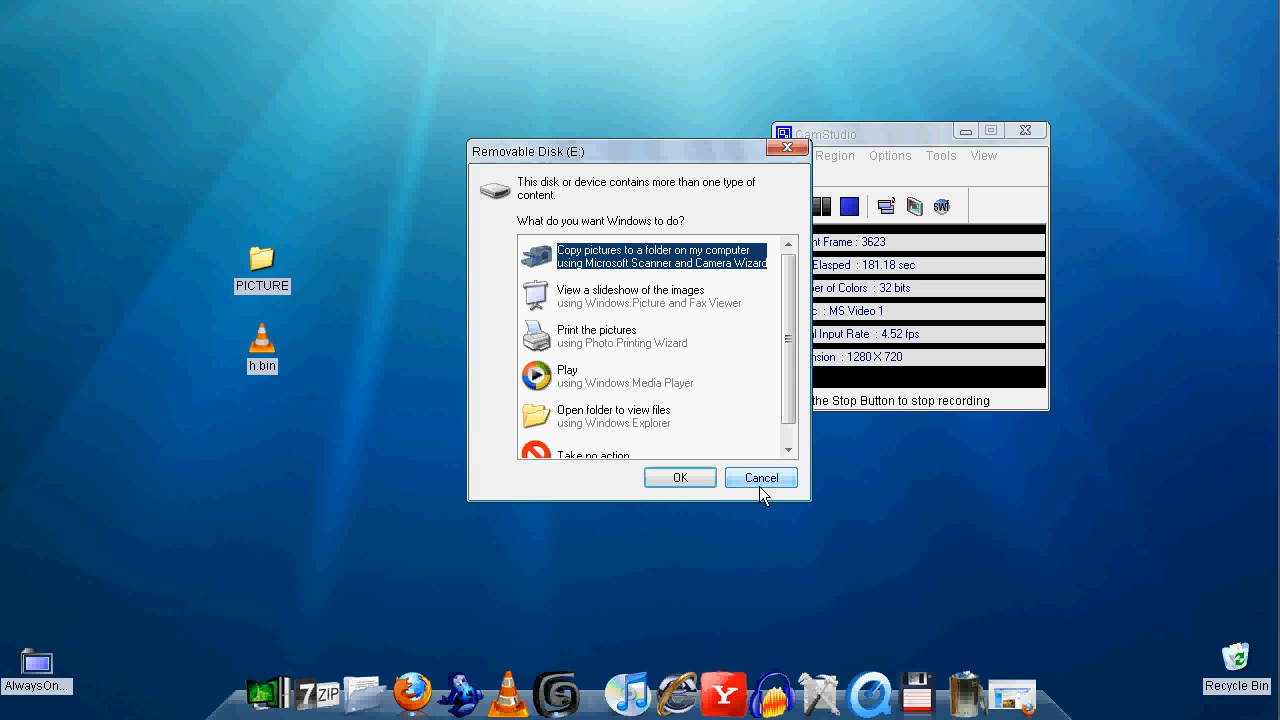 CamStudio
Region Options Tools View
Removable Disk (E:)
This disk or device contains more than one type of
content.
What do you want Windows to do?
Copy pictures to a folder on my computer
using Microsoft Scanner and Camera Wizard
View a slideshow of the images
using Windows Picture and Fax Viewer
Print the pictures
using Photo Printing Wizard
Play
using Windows Media Player
Open folder to view files
using Windows Explorer
Take no action
OK
Cancel
nt Frame : 3623
Elasped : 181.18 sec
er of Colors : 32 bits
c : MS Video 1
l Input Rate : 4.52 fps
nsion : 1280 X 720
the Stop Button to stop recording
PICTURE
h.bin
AlwaysOn...
Recycle Bin
7 ZIP
Y